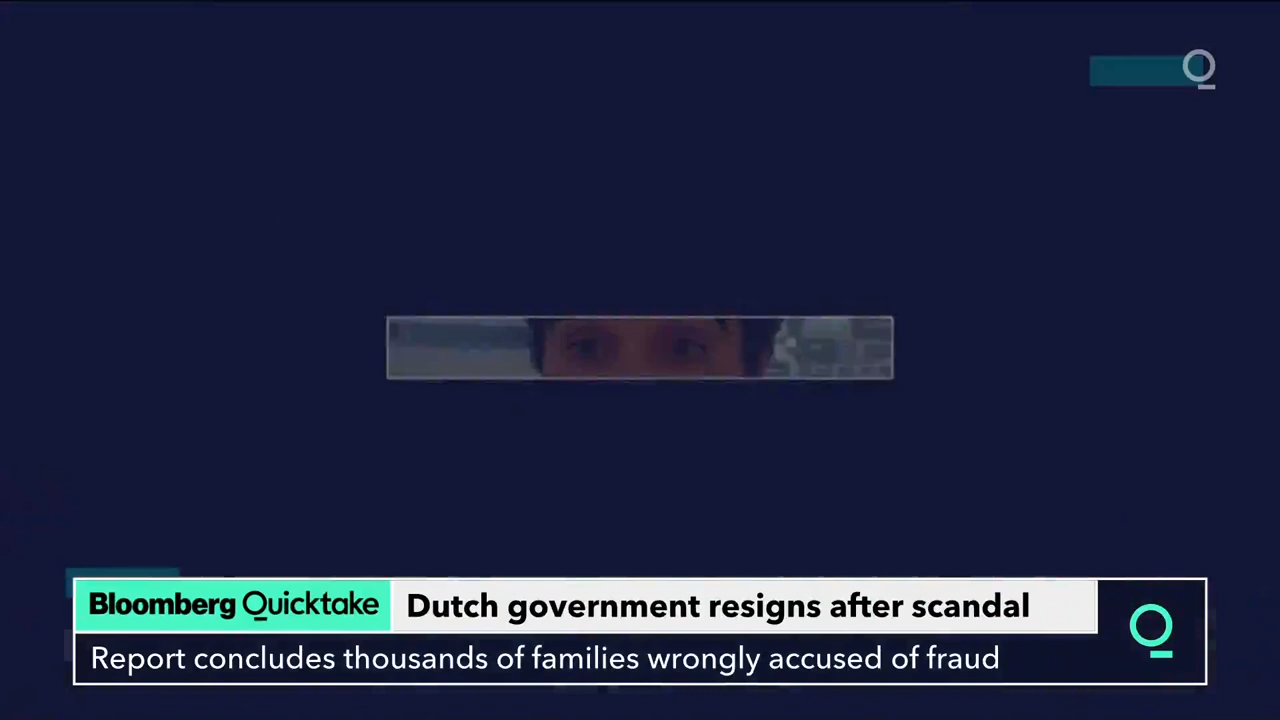 Bloomberg Quicktake
Dutch government resigns after scandal
Report concludes thousands of families wrongly accused of fraud